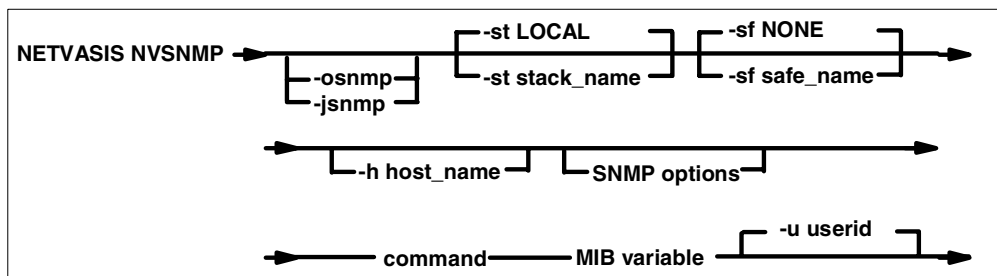 -st LOCAL -sf NONE
NETVASIS NVSNMP
-osnmp -st stack_name -sf safe_name
-jsnmp
-h host_name SNMP options
-u userid
command MIB variable